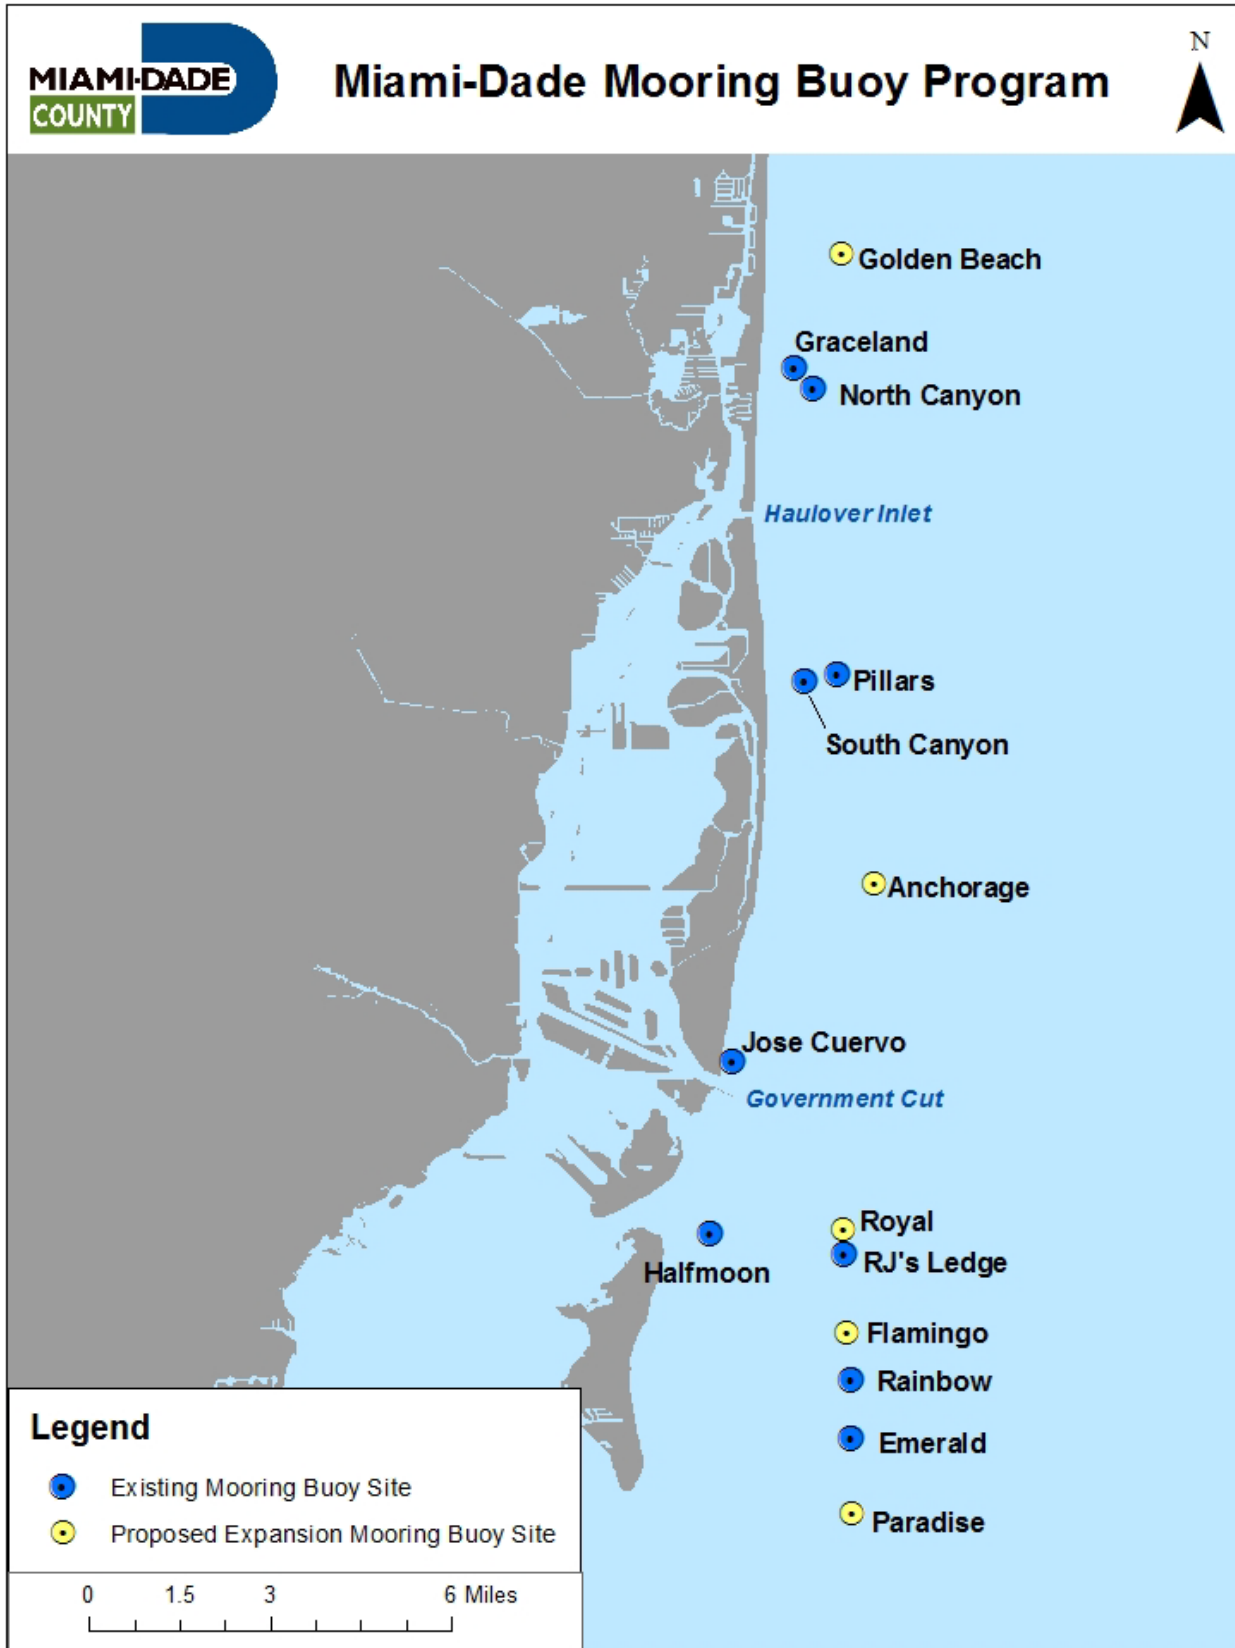 MIAMI-DADE
COUNTY
Miami-Dade Mooring Buoy Program
N
Golden Beach
Graceland
North Canyon
Haulover Inlet
Pillars
South Canyon
Anchorage
Jose Cuervo
Government Cut
Royal
RJ's Ledge
Halfmoon
Flamingo
Rainbow
Emerald
Paradise
Legend
Existing Mooring Buoy Site
Proposed Expansion Mooring Buoy Site
0 1.5 3 6 Miles